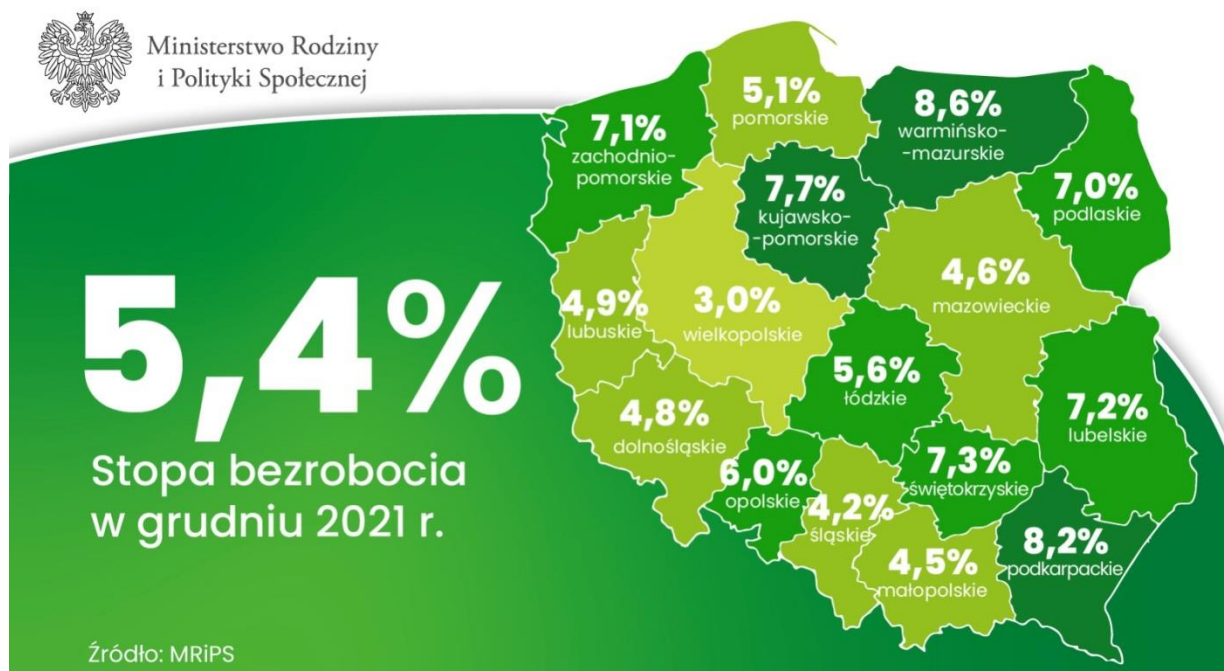 Ministerstwo Rodziny
i Polityki Społecznej
5,4%
Stopa bezrobocia
w grudniu 2021 r.
Źródło: MRiPS
7,1%
zachodnio-
pomorskie
5,1%
pomorskie
8,6%
warmińsko-
-mazurskie
7,0%
podlaskie
7,7%
kujawsko-
-pomorskie
4,9%
lubuskie
3,0%
wielkopolskie
4,6%
mazowieckie
5,6%
łódzkie
4,8%
dolnośląskie
7,2%
lubelskie
6,0%
opolskie
4,2%
śląskie
7,3%
świętokrzyskie
4,5%
małopolskie
8,2%
podkarpackie